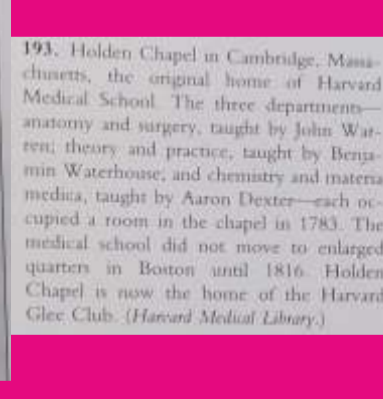 193. Holden Chapel in Cambridge, Massa-
chusetts, the original home of Harvard
Medical School. The three departments—
anatomy and surgery, taught by John War-
ren; theory and practice, taught by Benja-
min Waterhouse; and chemistry and materia
medica, taught by Aaron Dexter—each oc-
cupied a room in the chapel in 1783. The
medical school did not move to enlarged
quarters in Boston until 1816. Holden
Chapel is now the home of the Harvard
Glee Club. (Harvard Medical Library.)